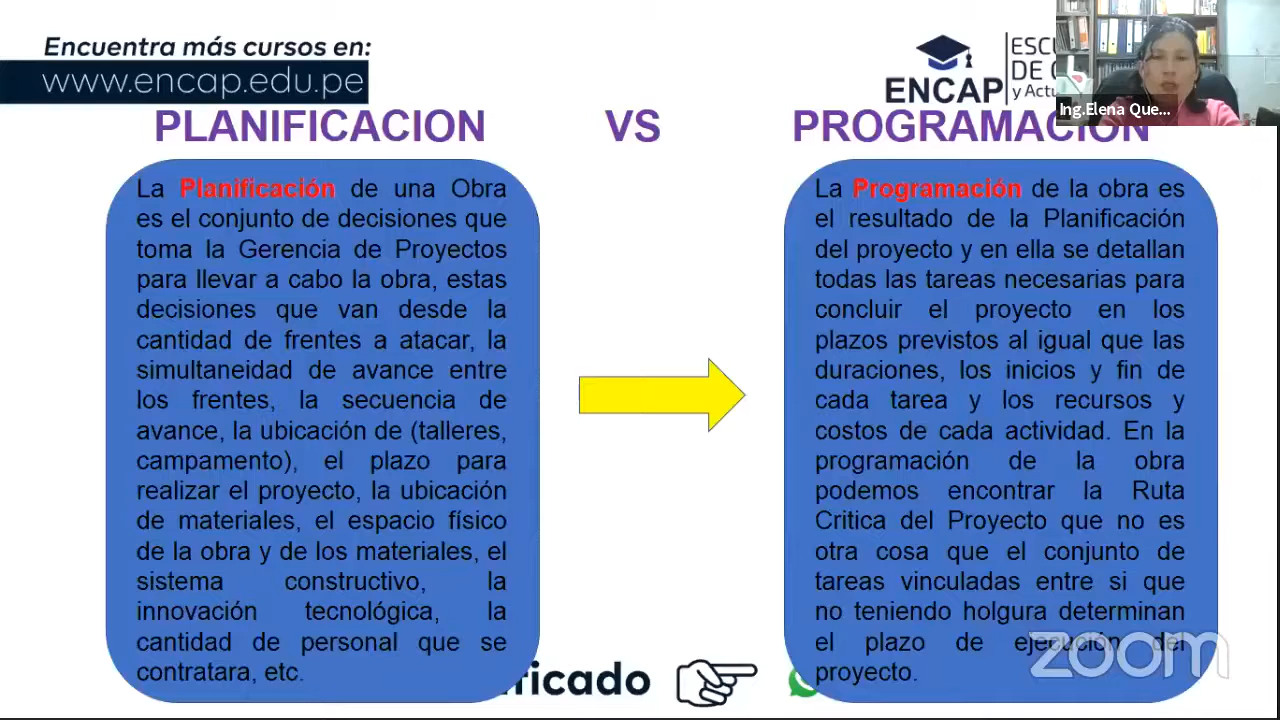 Encuentra más cursos en:
www.encap.edu.pe
ENCAP
DE
y
Ing.Elena Que...
PLANIFICACION VS PROGRAMACIÓN
La Planificación de una Obra
es el conjunto de decisiones que
toma la Gerencia de Proyectos
para llevar a cabo la obra, estas
decisiones que van desde la
cantidad de frentes a atacar, la
simultaneidad de avance entre
los frentes, la secuencia de
avance, la ubicación de (talleres,
campamento), el plazo para
realizar el proyecto, la ubicación
de materiales, el espacio físico
de la obra y de los materiales, el
sistema constructivo, la
innovación tecnológica, la
cantidad de personal que se
contratara, etc.
La Programación de la obra es
el resultado de la Planificación
del proyecto y en ella se detallan
todas las tareas necesarias para
concluir el proyecto en los
plazos previstos al igual que las
duraciones, los inicios y fin de
cada tarea y los recursos y
costos de cada actividad. En la
programación de la obra
podemos encontrar la Ruta
Critica del Proyecto que no es
otra cosa que el conjunto de
tareas vinculadas entre si que
no teniendo holgura determinan
el plazo de ejecución del
proyecto.
zoom